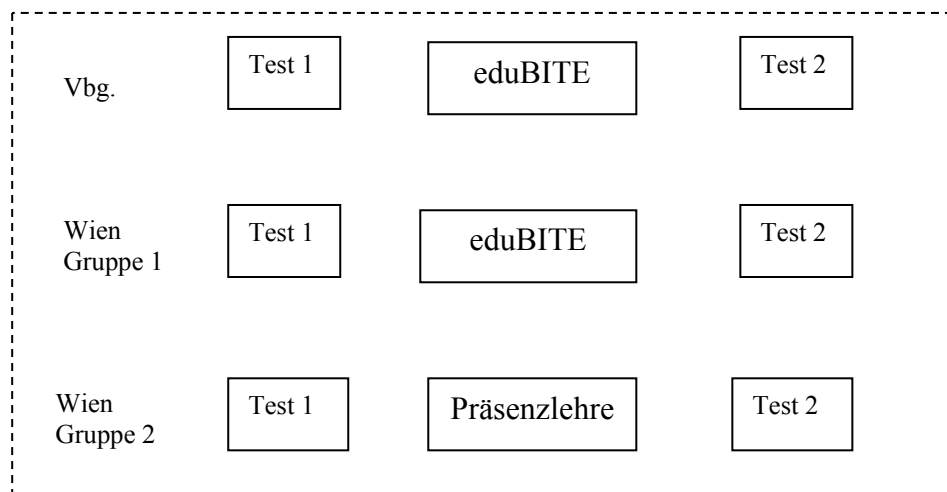 Vbg.
Test 1
eduBITE
Test 2
Wien
Gruppe 1
Test 1
eduBITE
Test 2
Wien
Gruppe 2
Test 1
Präsenzlehre
Test 2